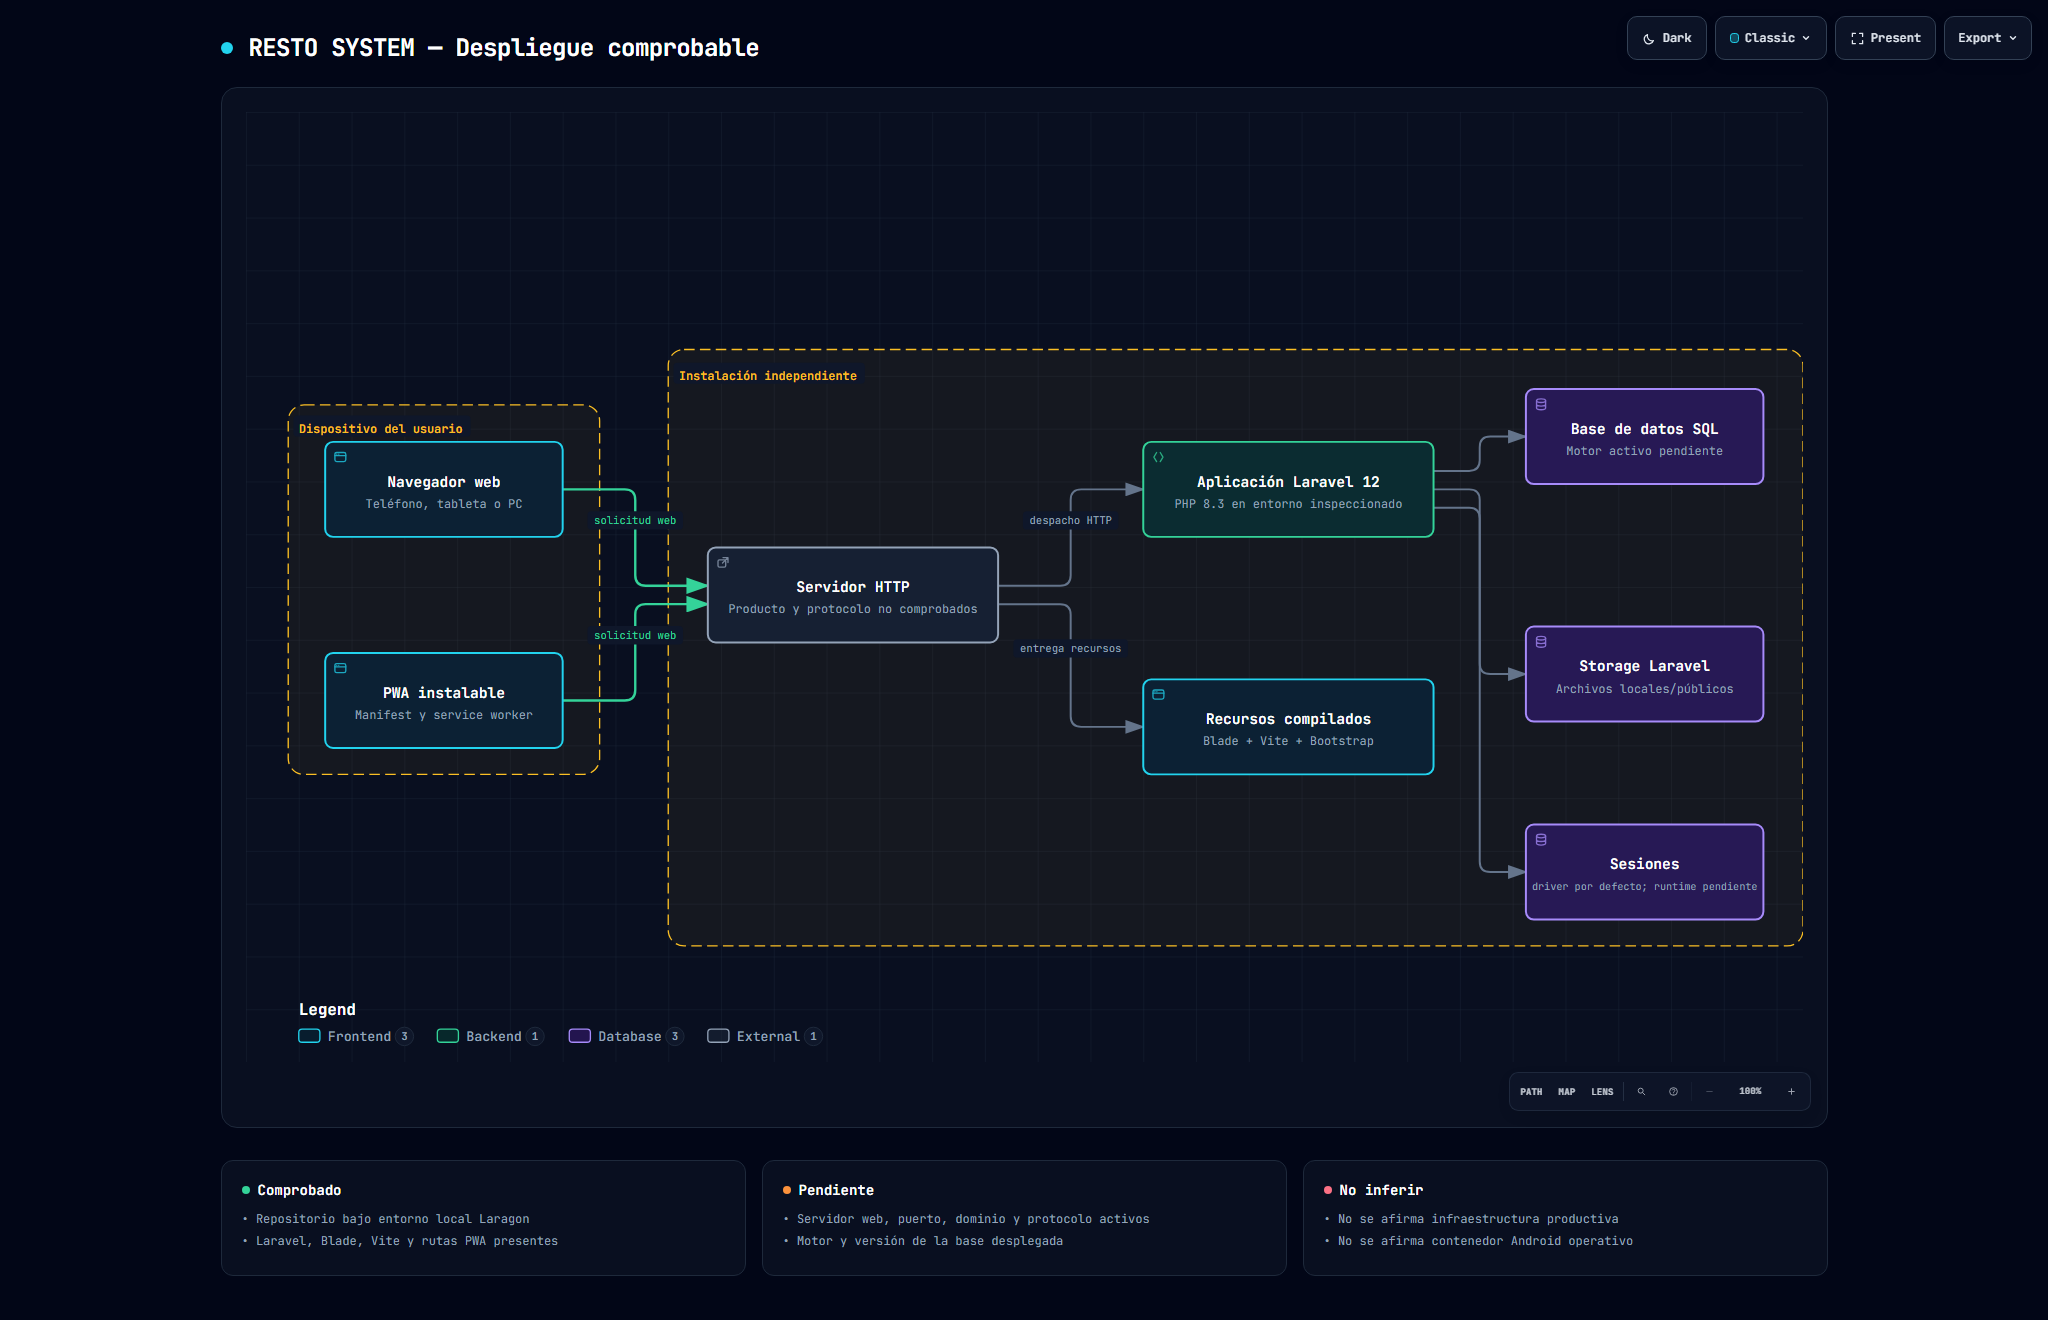 RESTO SYSTEM — Despliegue comprobable
Dark
Classic
Present
Export
Instalación independiente
Dispositivo del usuario
Navegador web
Teléfono, tableta o PC
solicitud web
PWA instalable
Manifest y service worker
solicitud web
Servidor HTTP
Producto y protocolo no comprobados
despacho HTTP
entrega recursos
Aplicación Laravel 12
PHP 8.3 en entorno inspeccionado
Recursos compilados
Blade + Vite + Bootstrap
Base de datos SQL
Motor activo pendiente
Storage Laravel
Archivos locales/públicos
Sesiones
driver por defecto; runtime pendiente
Legend
Frontend 3
Backend 1
Database 3
External 1
PATH MAP LENS − 100% +
Comprobado
• Repositorio bajo entorno local Laragon
• Laravel, Blade, Vite y rutas PWA presentes
Pendiente
• Servidor web, puerto, dominio y protocolo activos
• Motor y versión de la base desplegada
No inferir
• No se afirma infraestructura productiva
• No se afirma contenedor Android operativo